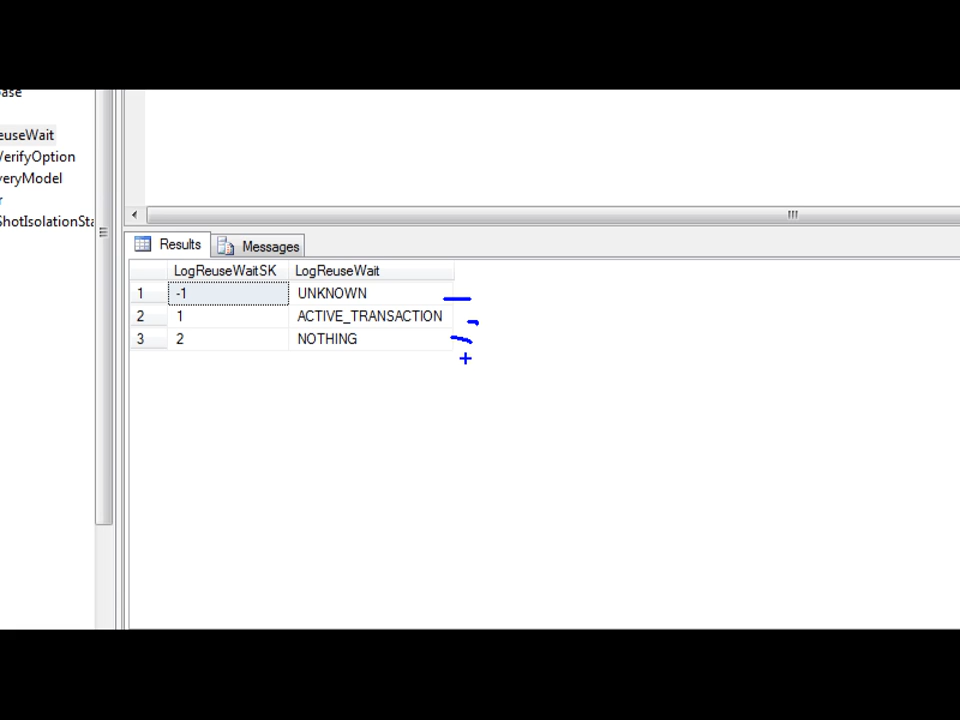 ase
euseWait
VerifyOption
veryModel
r
ShotIsolationSta
Results Messages
LogReuseWaitSK LogReuseWait
1 -1 UNKNOWN
2 1 ACTIVE_TRANSACTION
3 2 NOTHING